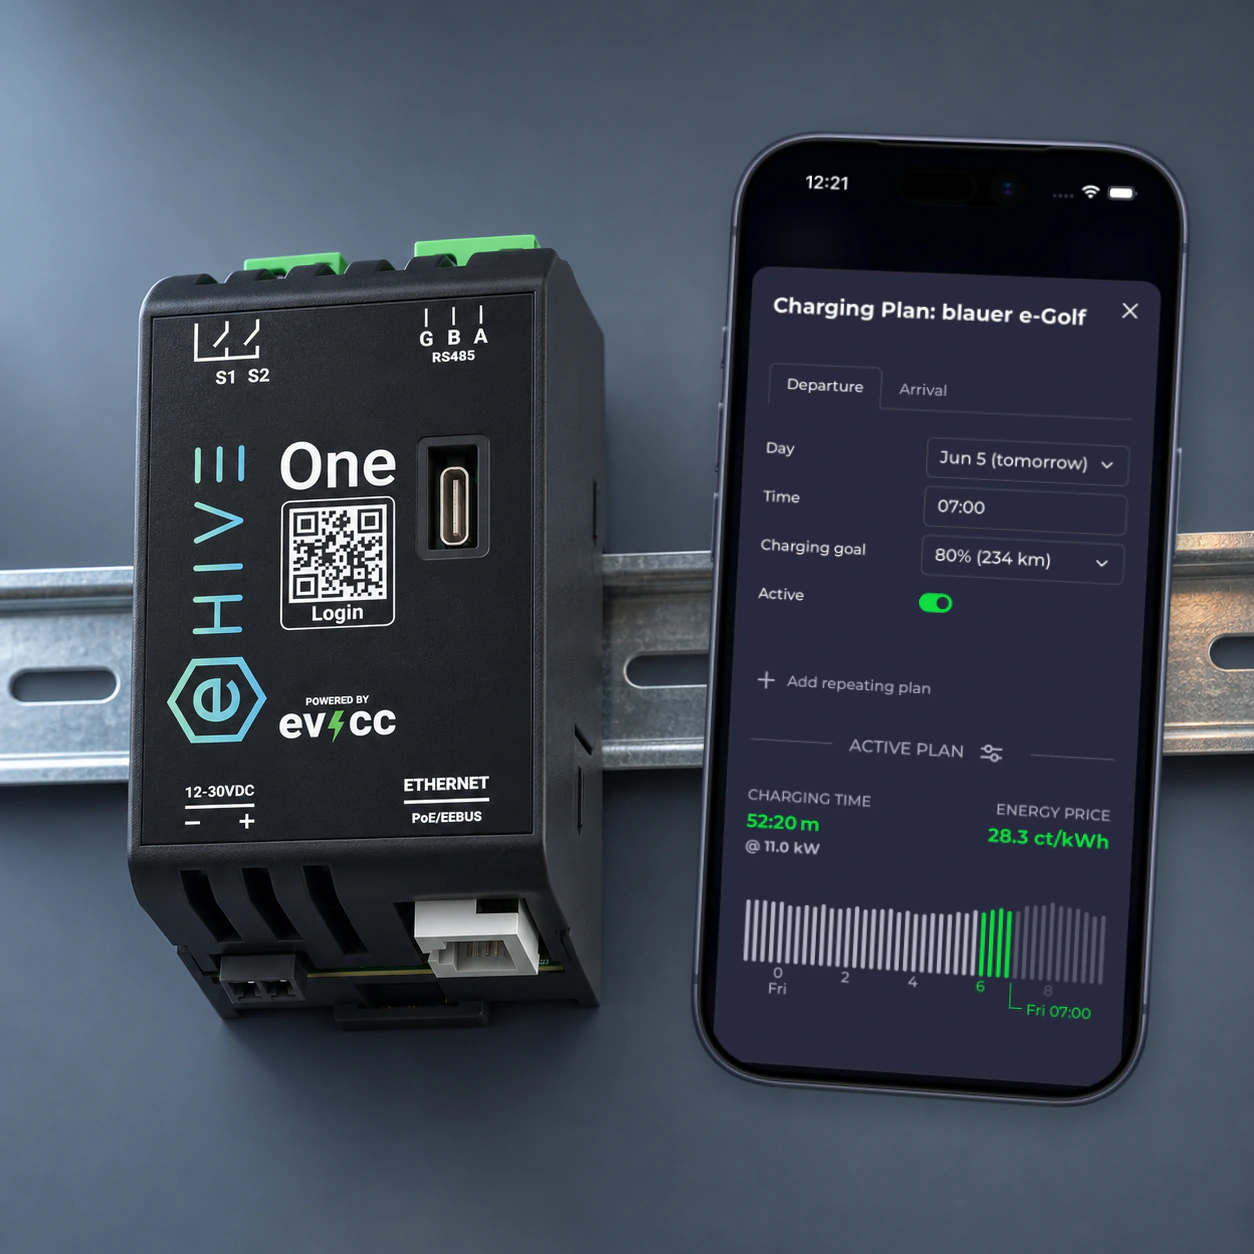 S1 S2
G B A
RS485
eHIVE
One
Login
POWERED BY
evcc
12-30VDC
- +
ETHERNET
PoE/EEBUS
12:21
Charging Plan: blauer e-Golf
Departure
Arrival
Day
Jun 5 (tomorrow)
Time
07:00
Charging goal
80% (234 km)
Active
+ Add repeating plan
ACTIVE PLAN
CHARGING TIME
52:20 m
@ 11.0 kW
ENERGY PRICE
28.3 ct/kWh
0 2 4 6 8
Fri
Fri 07:00